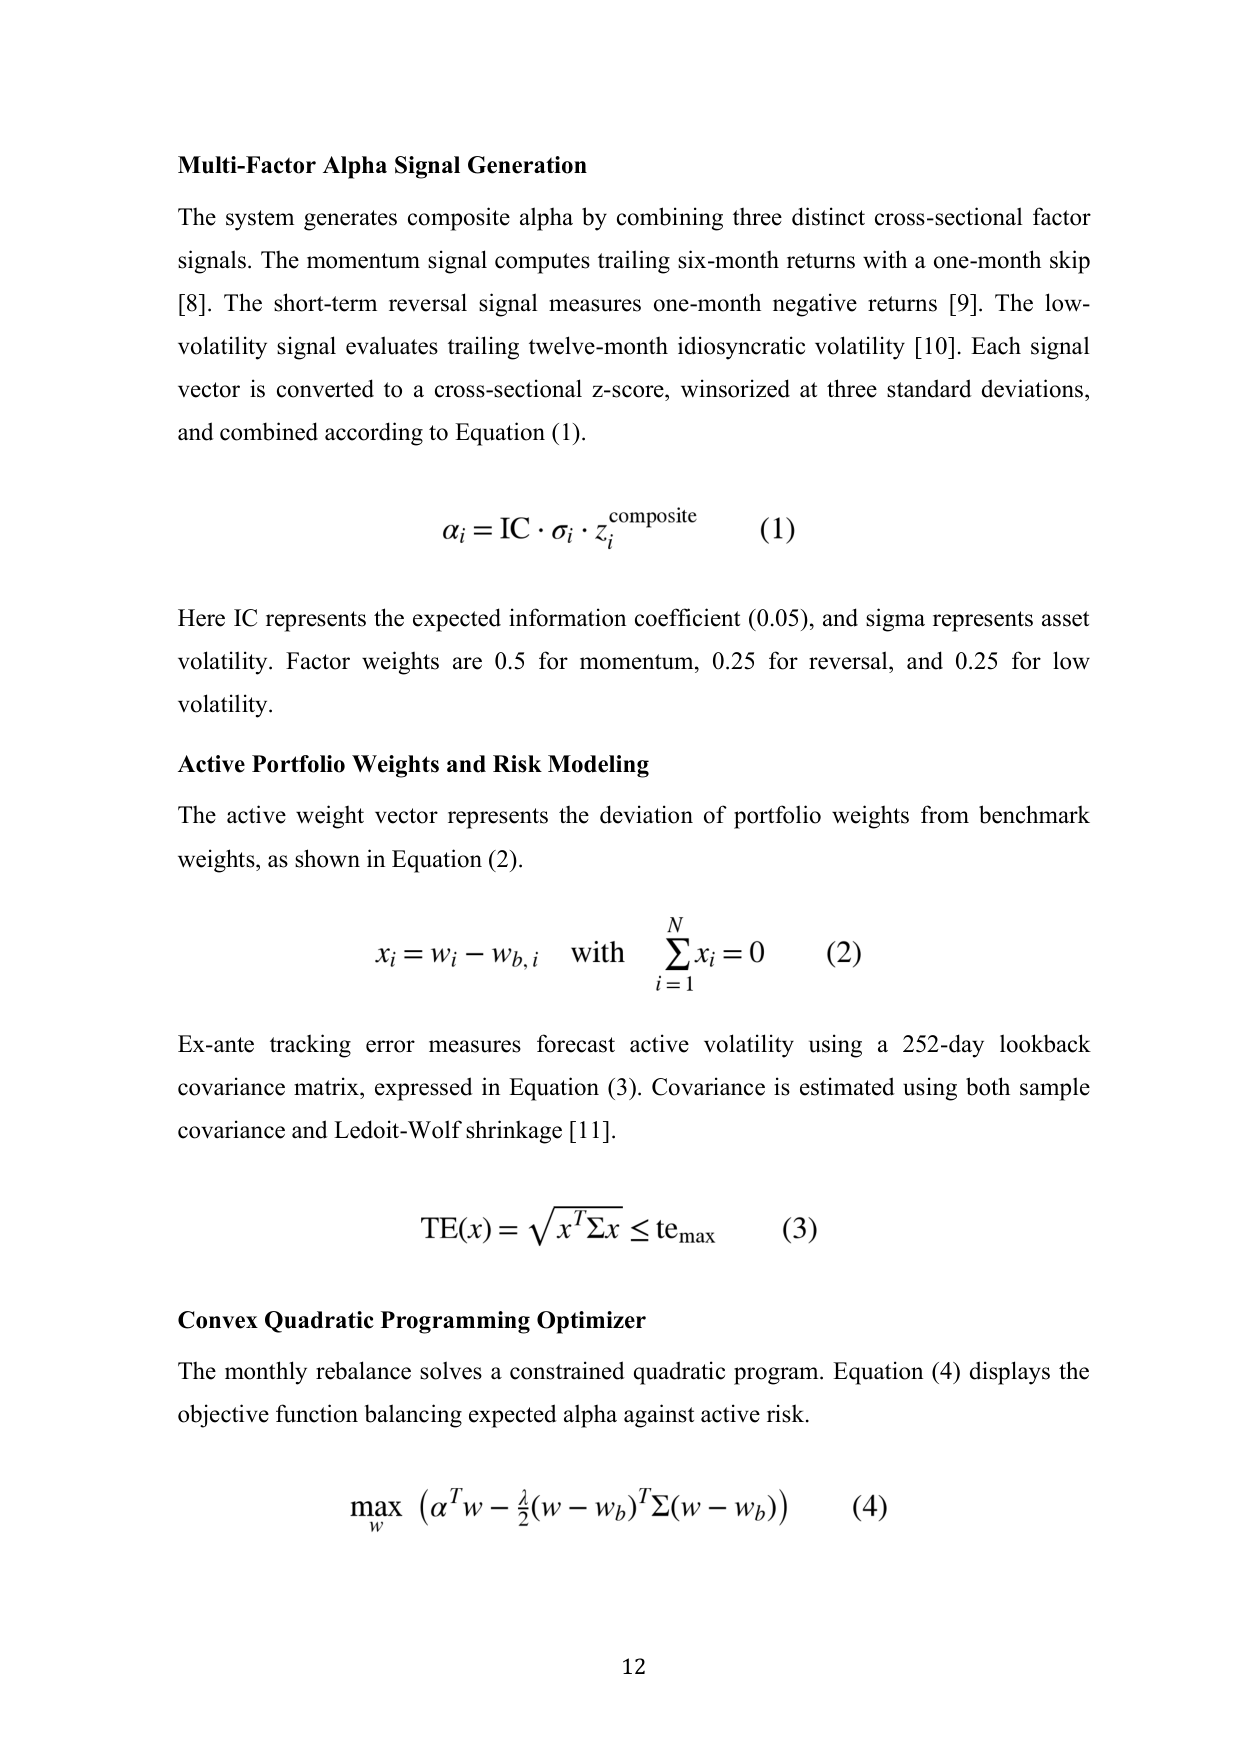 Multi-Factor Alpha Signal Generation
The system generates composite alpha by combining three distinct cross-sectional factor
signals. The momentum signal computes trailing six-month returns with a one-month skip
[8]. The short-term reversal signal measures one-month negative returns [9]. The low-
volatility signal evaluates trailing twelve-month idiosyncratic volatility [10]. Each signal
vector is converted to a cross-sectional z-score, winsorized at three standard deviations,
and combined according to Equation (1).
αᵢ = IC · σᵢ · zᵢ^composite (1)
Here IC represents the expected information coefficient (0.05), and sigma represents asset
volatility. Factor weights are 0.5 for momentum, 0.25 for reversal, and 0.25 for low
volatility.
Active Portfolio Weights and Risk Modeling
The active weight vector represents the deviation of portfolio weights from benchmark
weights, as shown in Equation (2).
x_i = w_i − w_{b, i} with ∑_{i = 1}^{N} x_i = 0 (2)
Ex-ante tracking error measures forecast active volatility using a 252-day lookback
covariance matrix, expressed in Equation (3). Covariance is estimated using both sample
covariance and Ledoit-Wolf shrinkage [11].
TE(x) = √(x^T Σx) ≤ te_max (3)
Convex Quadratic Programming Optimizer
The monthly rebalance solves a constrained quadratic program. Equation (4) displays the
objective function balancing expected alpha against active risk.
max_w (α^T w − λ/2 (w − w_b)^T Σ(w − w_b)) (4)
12